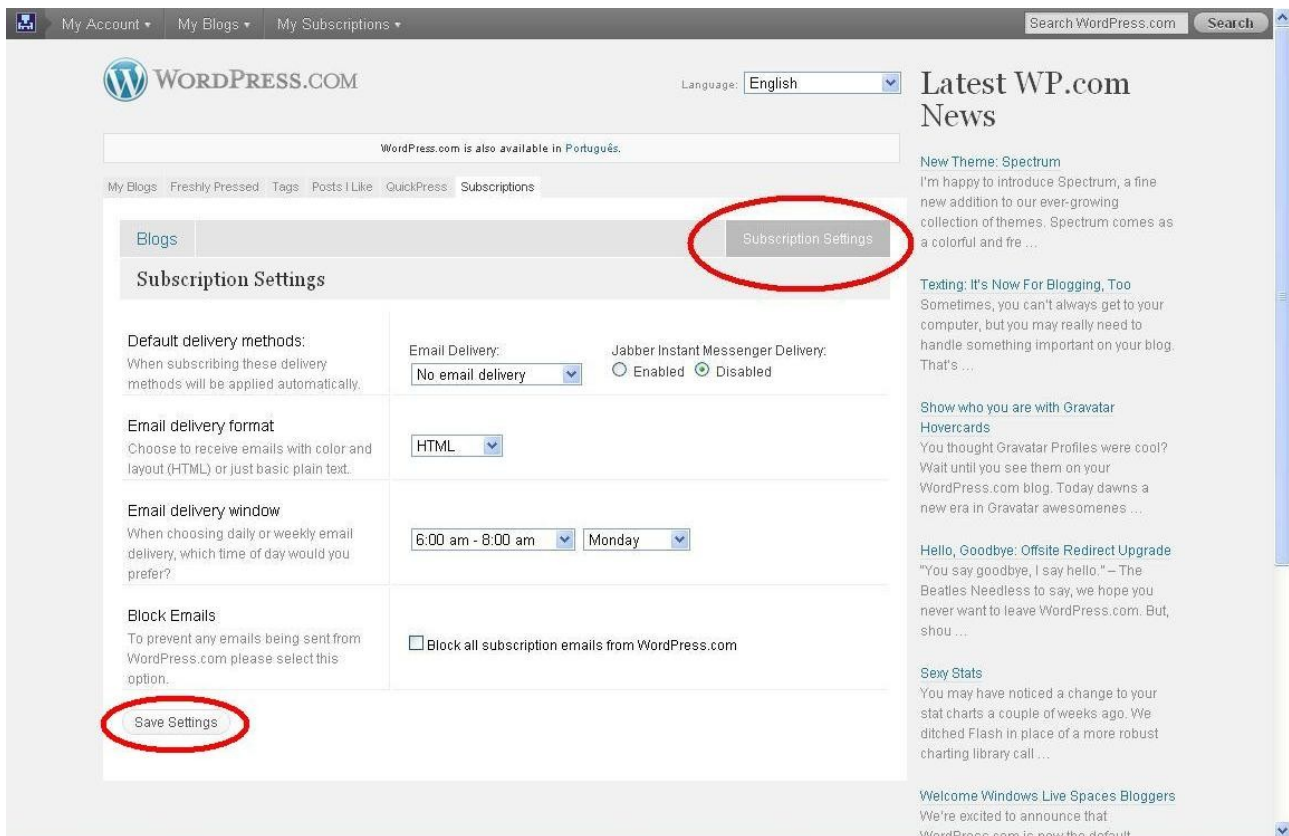 My Account ▾ My Blogs ▾ My Subscriptions ▾ Search WordPress.com Search
WORDPRESS.COM
Language: English
WordPress.com is also available in Português.
My Blogs Freshly Pressed Tags Posts I Like QuickPress Subscriptions
Blogs Subscription Settings
Subscription Settings
Default delivery methods:
When subscribing these delivery
methods will be applied automatically.
Email Delivery:
No email delivery
Jabber Instant Messenger Delivery:
Enabled Disabled
Email delivery format
Choose to receive emails with color and
layout (HTML) or just basic plain text.
HTML
Email delivery window
When choosing daily or weekly email
delivery, which time of day would you
prefer?
6:00 am - 8:00 am Monday
Block Emails
To prevent any emails being sent from
WordPress.com please select this
option.
Block all subscription emails from WordPress.com
Save Settings
Latest WP.com
News
New Theme: Spectrum
I'm happy to introduce Spectrum, a fine
new addition to our ever-growing
collection of themes. Spectrum comes as
a colorful and fre ...
Texting: It's Now For Blogging, Too
Sometimes, you can't always get to your
computer, but you may really need to
handle something important on your blog.
That's ...
Show who you are with Gravatar
Hovercards
You thought Gravatar Profiles were cool?
Wait until you see them on your
WordPress.com blog. Today dawns a
new era in Gravatar awesomenes ...
Hello, Goodbye: Offsite Redirect Upgrade
"You say goodbye, I say hello." – The
Beatles Needless to say, we hope you
never want to leave WordPress.com. But,
shou ...
Sexy Stats
You may have noticed a change to your
stat charts a couple of weeks ago. We
ditched Flash in place of a more robust
charting library call ...
Welcome Windows Live Spaces Bloggers
We're excited to announce that
WordPress.com is now the default